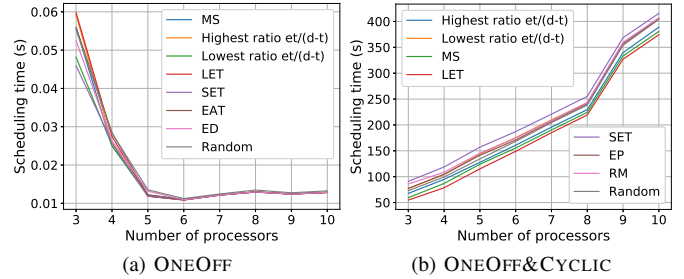 0.06
0.05
0.04
0.03
0.02
0.01
Scheduling time (s)
3 4 5 6 7 8 9 10
Number of processors
MS
Highest ratio et/(d-t)
Lowest ratio et/(d-t)
LET
SET
EAT
ED
Random
(a) ONEOFF
400
350
300
250
200
150
100
50
Scheduling time (s)
3 4 5 6 7 8 9 10
Number of processors
Highest ratio et/(d-t)
Lowest ratio et/(d-t)
MS
LET
SET
EP
RM
Random
(b) ONEOFF&CYCLIC